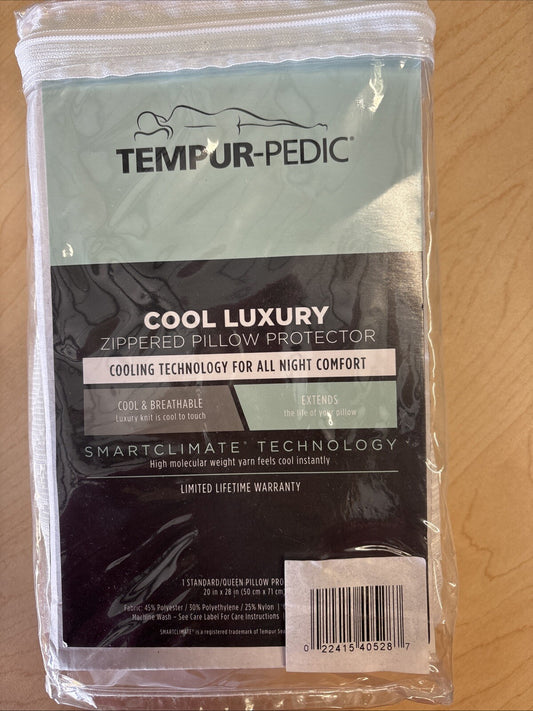 TEMPUR-PEDIC®
COOL LUXURY
ZIPPERED PILLOW PROTECTOR
COOLING TECHNOLOGY FOR ALL NIGHT COMFORT
COOL & BREATHABLE
Luxury knit is cool to touch
EXTENDS
the life of your pillow
SMARTCLIMATE® TECHNOLOGY
High molecular weight yarn feels cool instantly
LIMITED LIFETIME WARRANTY
1 STANDARD/QUEEN PILLOW PRO
20 in x 28 in (50 cm x 71 cm
Fabric: 45% Polyester / 30% Polyethylene / 25% Nylon |
Machine Wash – See Care Label For Care Instructions
SMARTCLIMATE® is a registered trademark of Tempur Sea
0 22415 40528 7